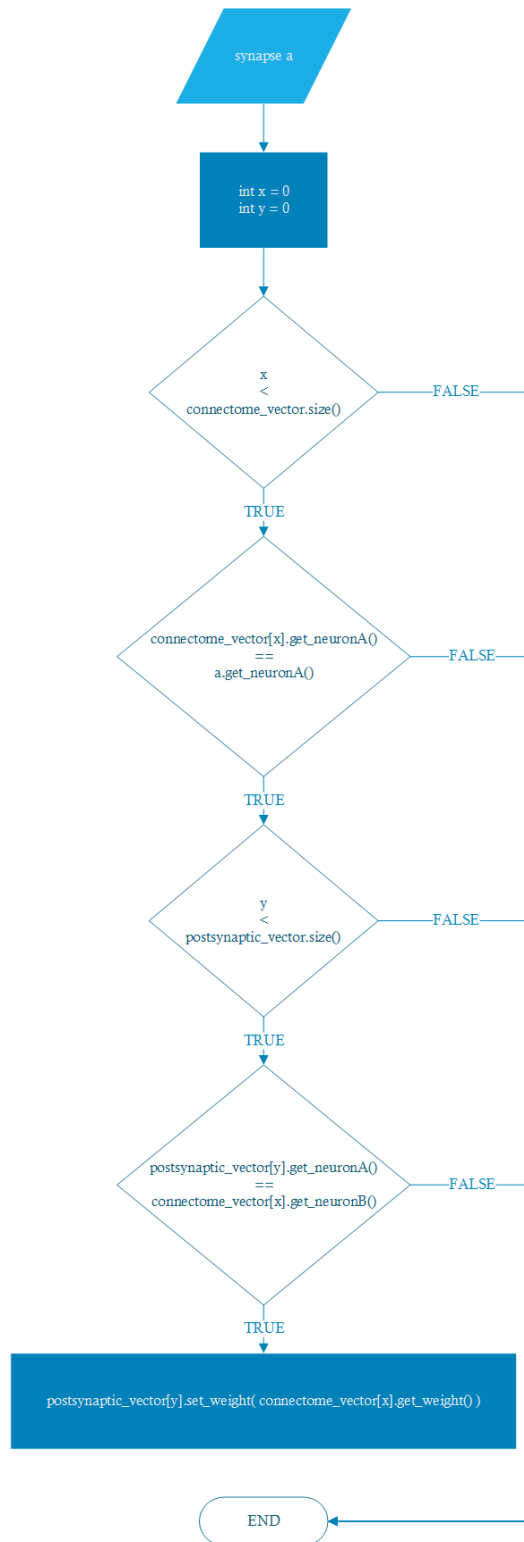 synapse a
int x = 0
int y = 0
x
<
connectome_vector.size()
FALSE
TRUE
connectome_vector[x].get_neuronA()
==
a.get_neuronA()
FALSE
TRUE
y
<
postsynaptic_vector.size()
FALSE
TRUE
postsynaptic_vector[y].get_neuronA()
==
connectome_vector[x].get_neuronB()
FALSE
TRUE
postsynaptic_vector[y].set_weight( connectome_vector[x].get_weight() )
END